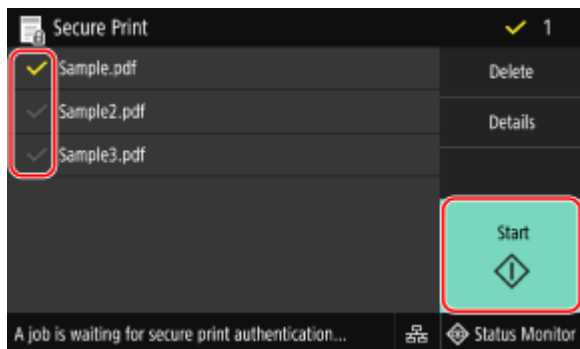 Secure Print
1
Sample.pdf
Delete
Sample2.pdf
Details
Sample3.pdf
Start
A job is waiting for secure print authentication...
Status Monitor